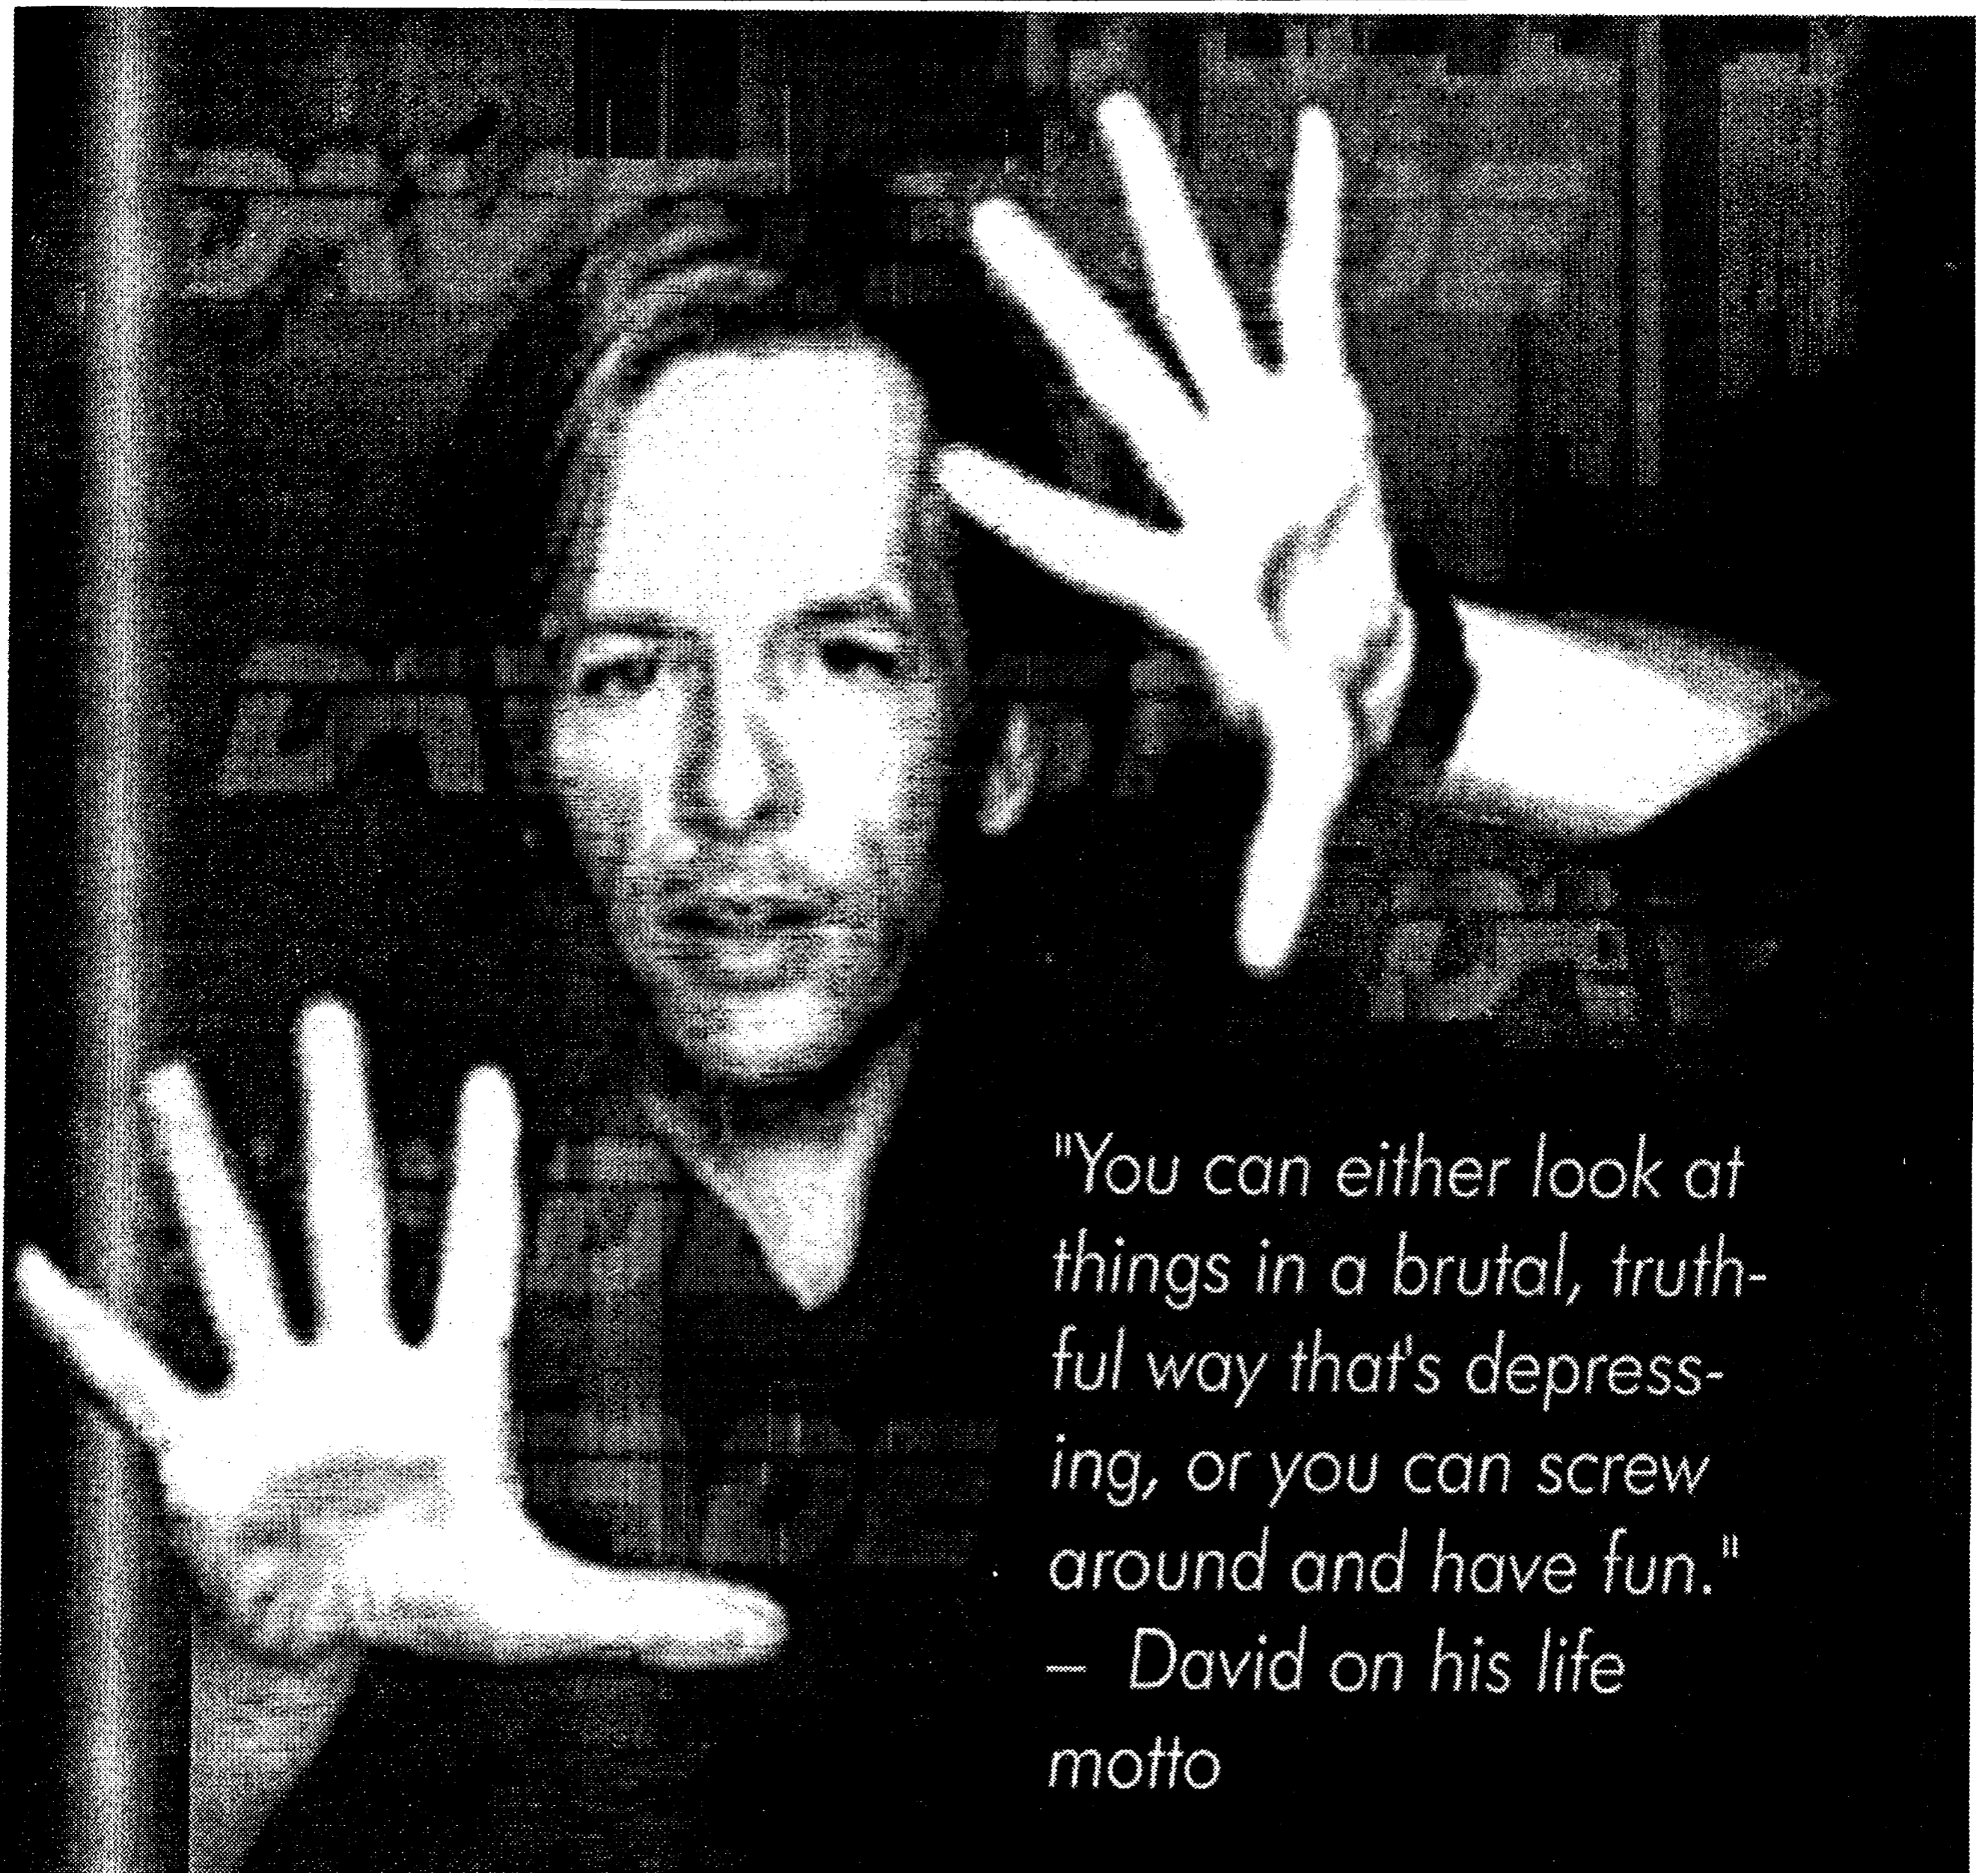 "You can either look at
things in a brutal, truth-
ful way that's depress-
ing, or you can screw
around and have fun."
– David on his life
motto